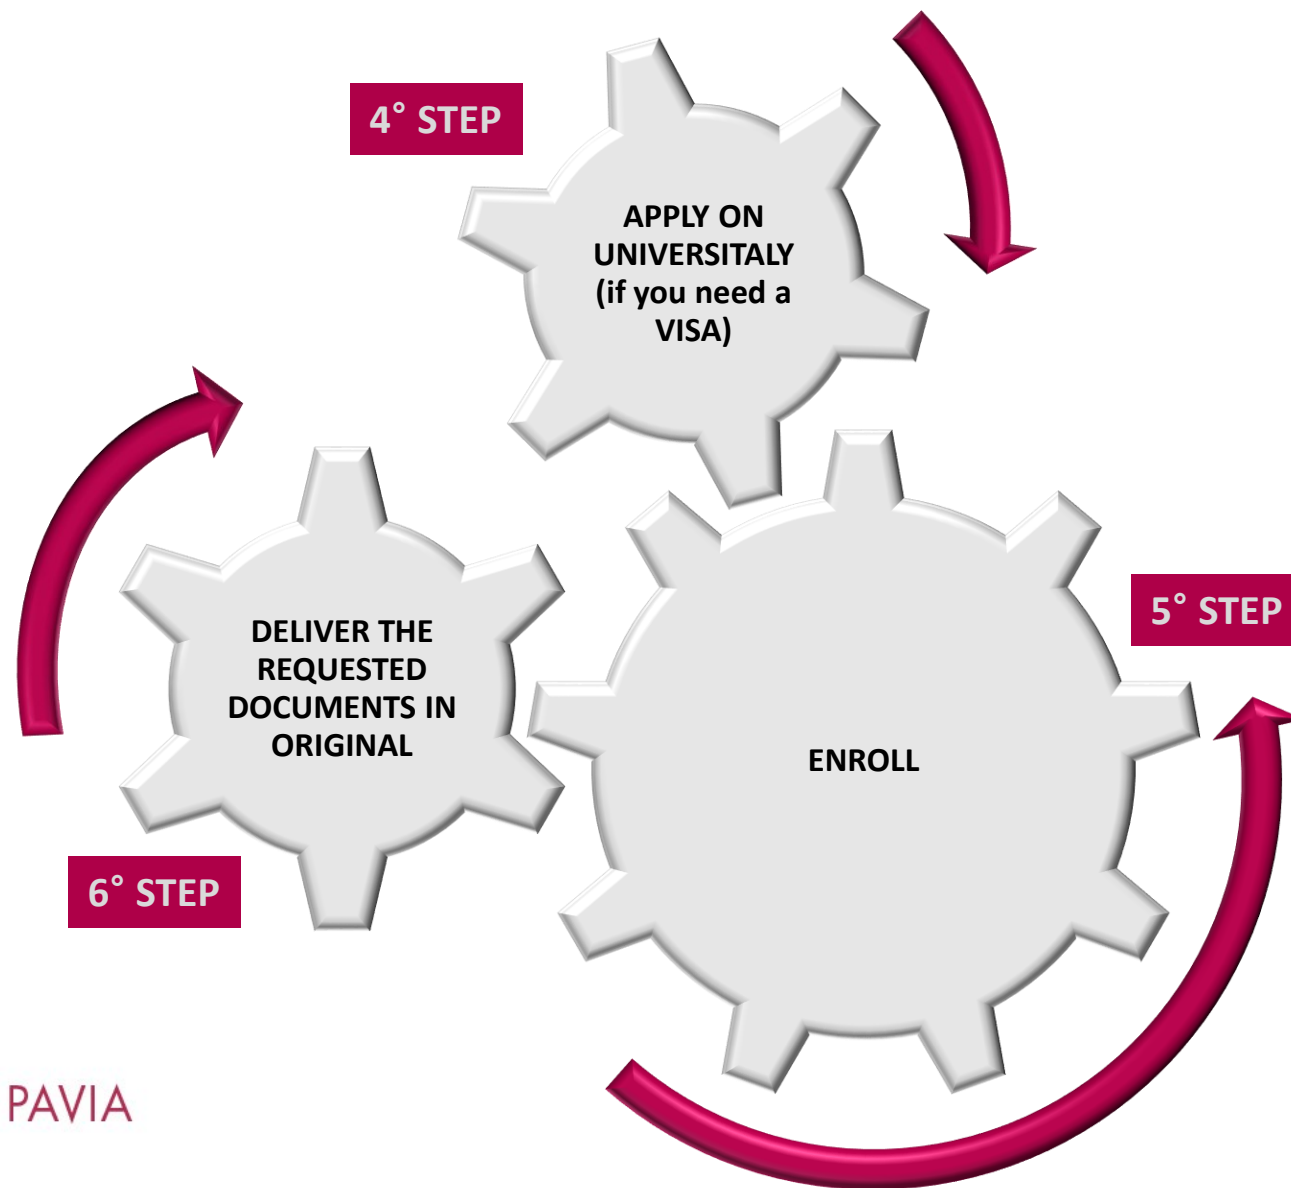 4° STEP
APPLY ON
UNIVERSITALY
(if you need a
VISA)
5° STEP
ENROLL
DELIVER THE
REQUESTED
DOCUMENTS IN
ORIGINAL
6° STEP
PAVIA